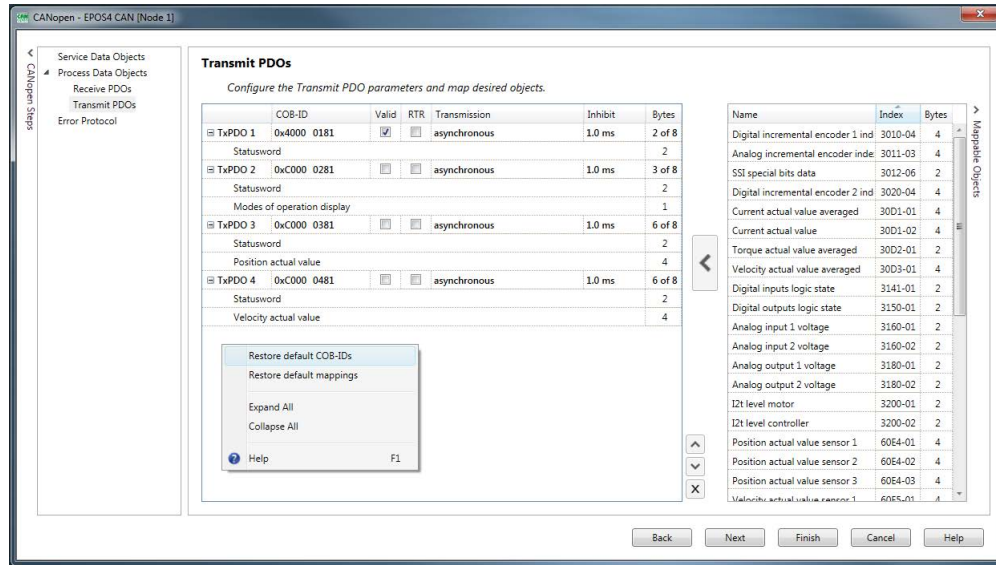 CANopen - EPOS4 CAN [Node 1]
CANopen Steps
Service Data Objects
Process Data Objects
Receive PDOs
Transmit PDOs
Error Protocol
Transmit PDOs
Configure the Transmit PDO parameters and map desired objects.
COB-ID Valid RTR Transmission Inhibit Bytes
TxPDO 1 0x4000 0181 asynchronous 1.0 ms 2 of 8
Statusword 2
TxPDO 2 0xC000 0281 asynchronous 1.0 ms 3 of 8
Statusword 2
Modes of operation display 1
TxPDO 3 0xC000 0381 asynchronous 1.0 ms 6 of 8
Statusword 2
Position actual value 4
TxPDO 4 0xC000 0481 asynchronous 1.0 ms 6 of 8
Statusword 2
Velocity actual value 4
Restore default COB-IDs
Restore default mappings
Expand All
Collapse All
Help F1
Name Index Bytes
Digital incremental encoder 1 ind 3010-04 4
Analog incremental encoder inde 3011-03 4
SSI special bits data 3012-06 2
Digital incremental encoder 2 ind 3020-04 4
Current actual value averaged 30D1-01 4
Current actual value 30D1-02 4
Torque actual value averaged 30D2-01 2
Velocity actual value averaged 30D3-01 4
Digital inputs logic state 3141-01 2
Digital outputs logic state 3150-01 2
Analog input 1 voltage 3160-01 2
Analog input 2 voltage 3160-02 2
Analog output 1 voltage 3180-01 2
Analog output 2 voltage 3180-02 2
I2t level motor 3200-01 2
I2t level controller 3200-02 2
Position actual value sensor 1 60E4-01 4
Position actual value sensor 2 60E4-02 4
Position actual value sensor 3 60E4-03 4
Velocity actual value sensor 1 60E5-01 4
Mappable Objects
Back Next Finish Cancel Help